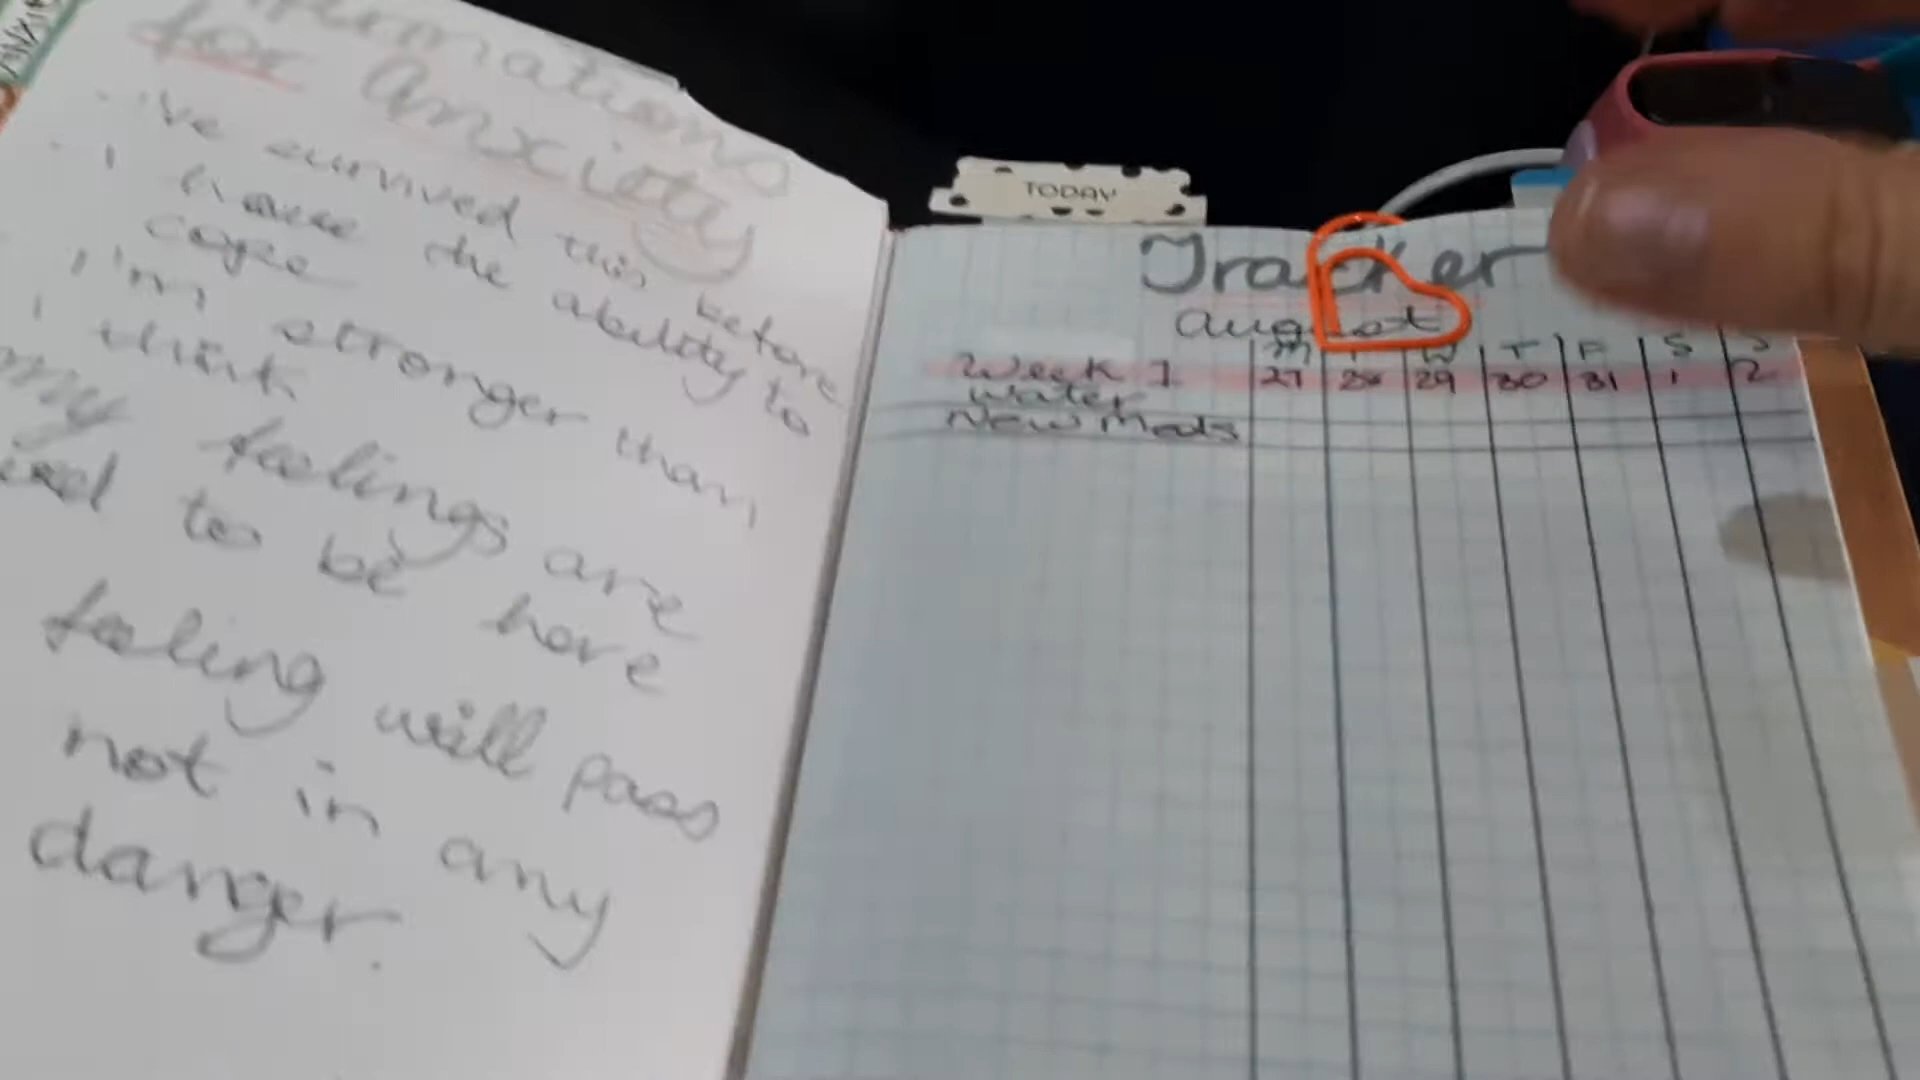 for Anxiety
've survived this before
I have the ability to
cope
I'm stronger than
I think
my feelings are
to be here
feeling will pass
not in any
danger.
TODAY
Tracker
August
M T W T F S S
Week 1 27 28 29 30 31 1 2
Water
New Meds